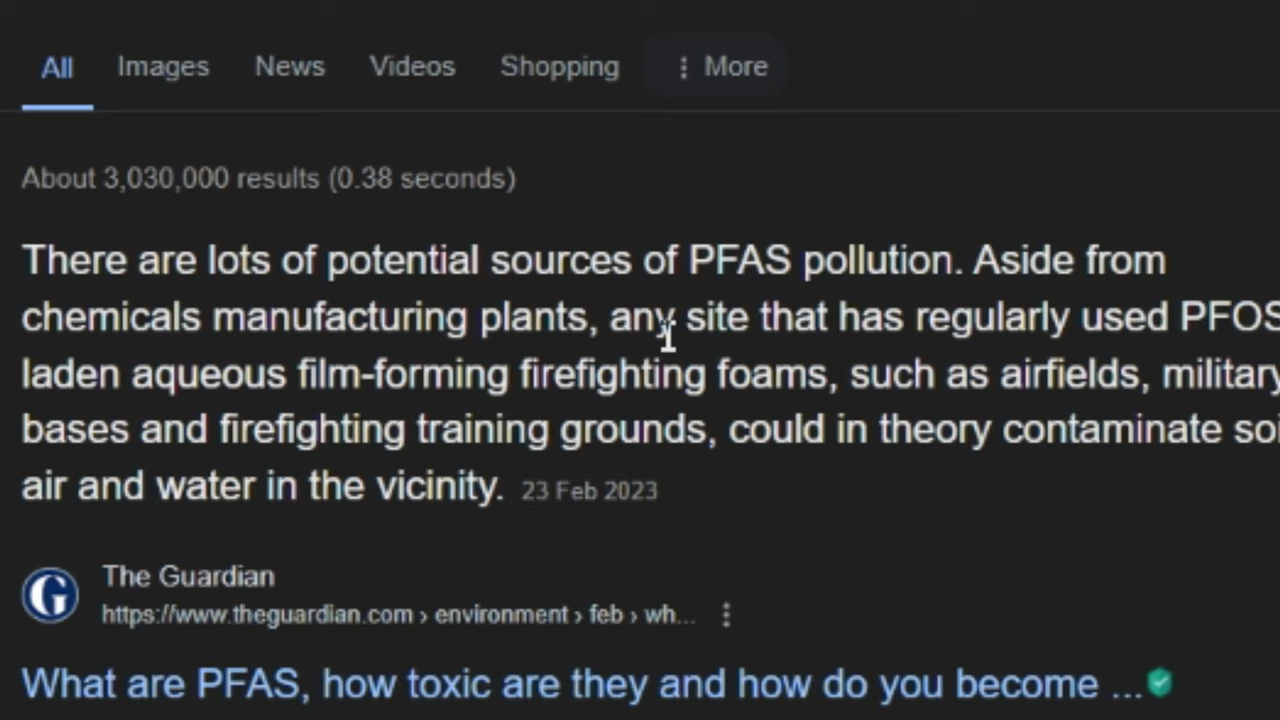 All Images News Videos Shopping ⋮ More
About 3,030,000 results (0.38 seconds)
There are lots of potential sources of PFAS pollution. Aside from
chemicals manufacturing plants, any site that has regularly used PFOS
laden aqueous film-forming firefighting foams, such as airfields, military
bases and firefighting training grounds, could in theory contaminate
air and water in the vicinity. 23 Feb 2023
The Guardian
https://www.theguardian.com › environment › feb › wh...
What are PFAS, how toxic are they and how do you become ...